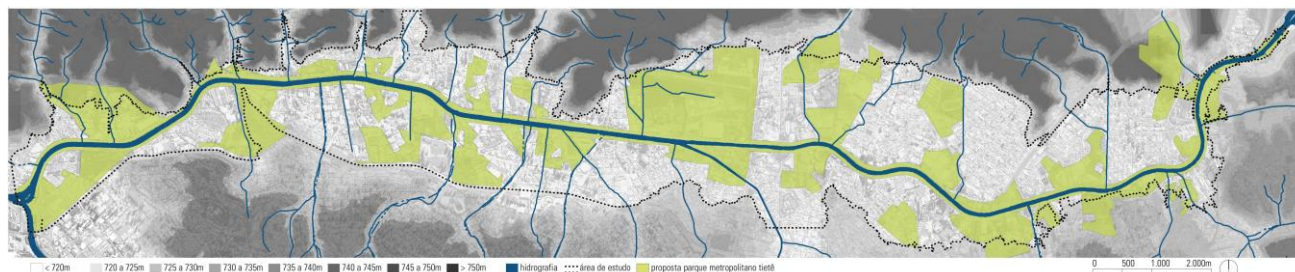 < 720m 720 a 725m 725 a 730m 730 a 735m 735 a 740m 740 a 745m 745 a 750m > 750m hidrografia área de estudo proposta parque metropolitano tietê 0 500 1.000 2.000m